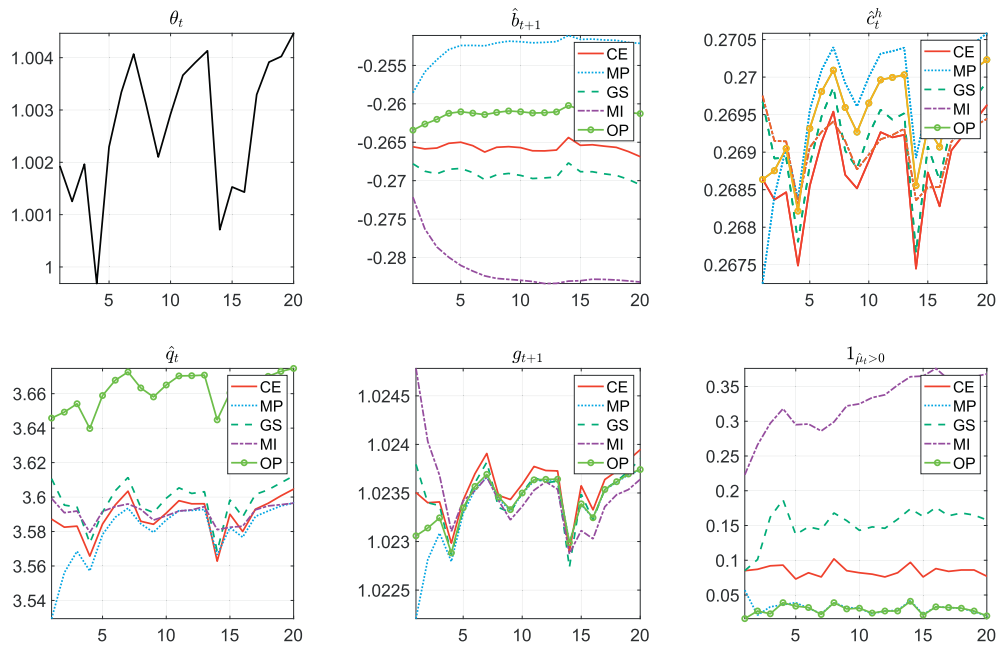 θ_t
1.004
1.003
1.002
1.001
1
5 10 15 20
b̂_{t+1}
-0.255
-0.26
-0.265
-0.27
-0.275
-0.28
5 10 15 20
CE
MP
GS
MI
OP
ĉ_t^h
0.2705
0.27
0.2695
0.269
0.2685
0.268
0.2675
5 10 15 20
CE
MP
GS
MI
OP
q̂_t
3.66
3.64
3.62
3.6
3.58
3.56
3.54
5 10 15 20
CE
MP
GS
MI
OP
g_{t+1}
1.0245
1.024
1.0235
1.023
1.0225
5 10 15 20
CE
MP
GS
MI
OP
1_{μ̂_t>0}
0.35
0.3
0.25
0.2
0.15
0.1
0.05
5 10 15 20
CE
MP
GS
MI
OP